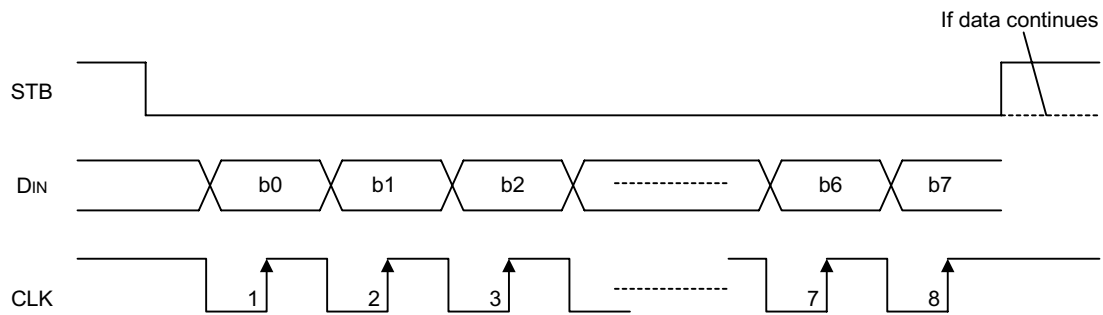 If data continues
STB
DIN b0 b1 b2 b6 b7
CLK 1 2 3 7 8